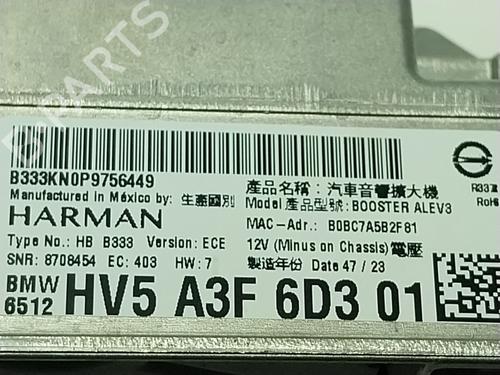 B PARTS
B333KN0P9756449
Manufactured in México by: 生產國別
HARMAN
Type No.: HB B333 Version: ECE
SNR: 8708454 EC: 403 HW: 7
產品名稱：汽車音響擴大機
Model 產品型號: BOOSTER ALEV3
MAC-Adr.: B0BC7A5B2F81
12V (Minus on Chassis) 電壓
製造年份 Date 47 / 23
BMW
6512 HV5 A3F 6D3 01